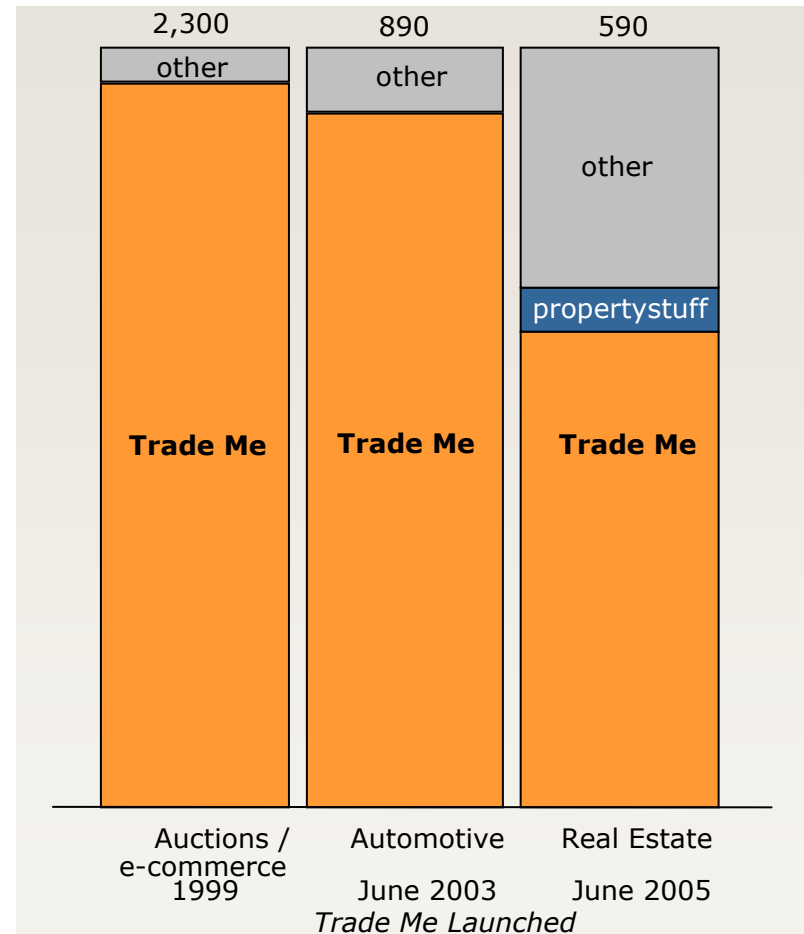 2,300 890 590
other other other
propertystuff
Trade Me Trade Me Trade Me
Auctions / Automotive Real Estate
e-commerce
1999 June 2003 June 2005
Trade Me Launched